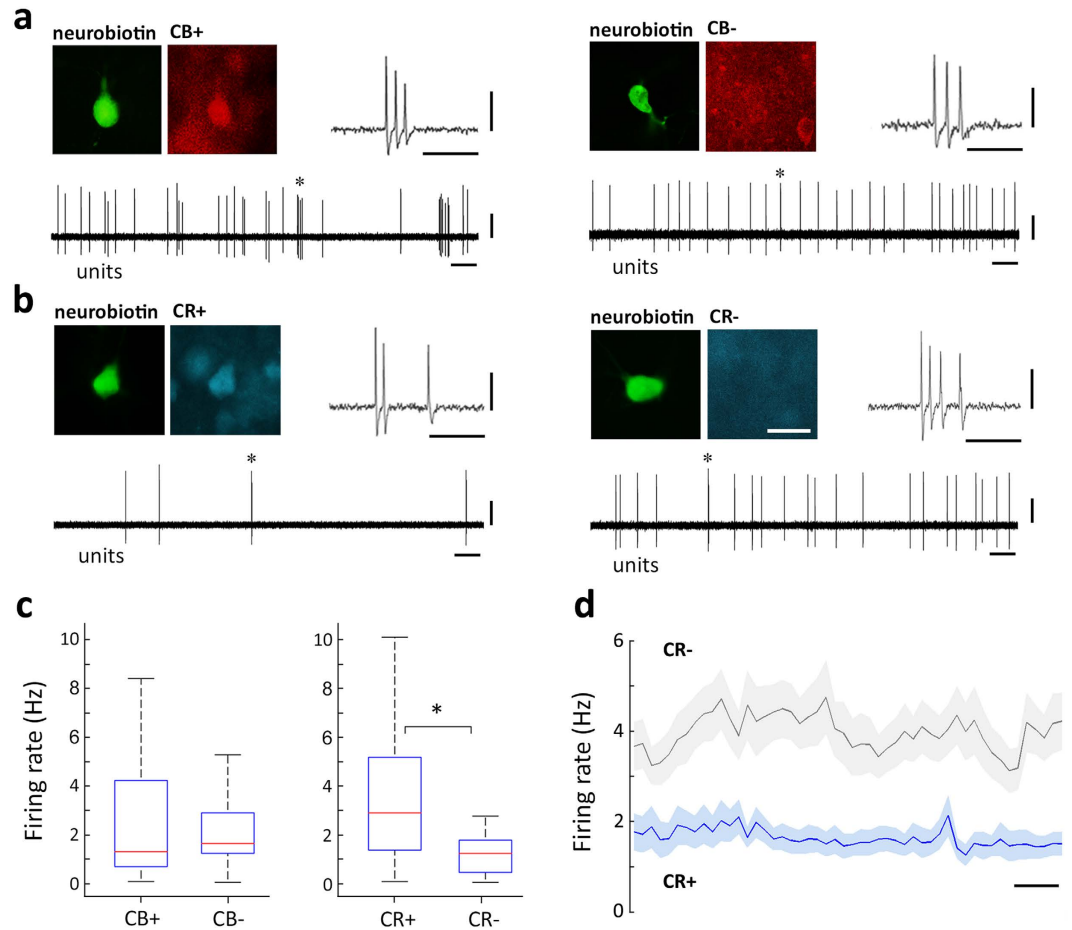 a
neurobiotin CB+
neurobiotin CB-
*
*
units
units
b
neurobiotin CR+
neurobiotin CR-
*
*
units
units
c
Firing rate (Hz)
10
8
6
4
2
0
CB+ CB-
10
8
6
4
2
0
*
CR+ CR-
d
Firing rate (Hz)
6
4
2
0
CR-
CR+